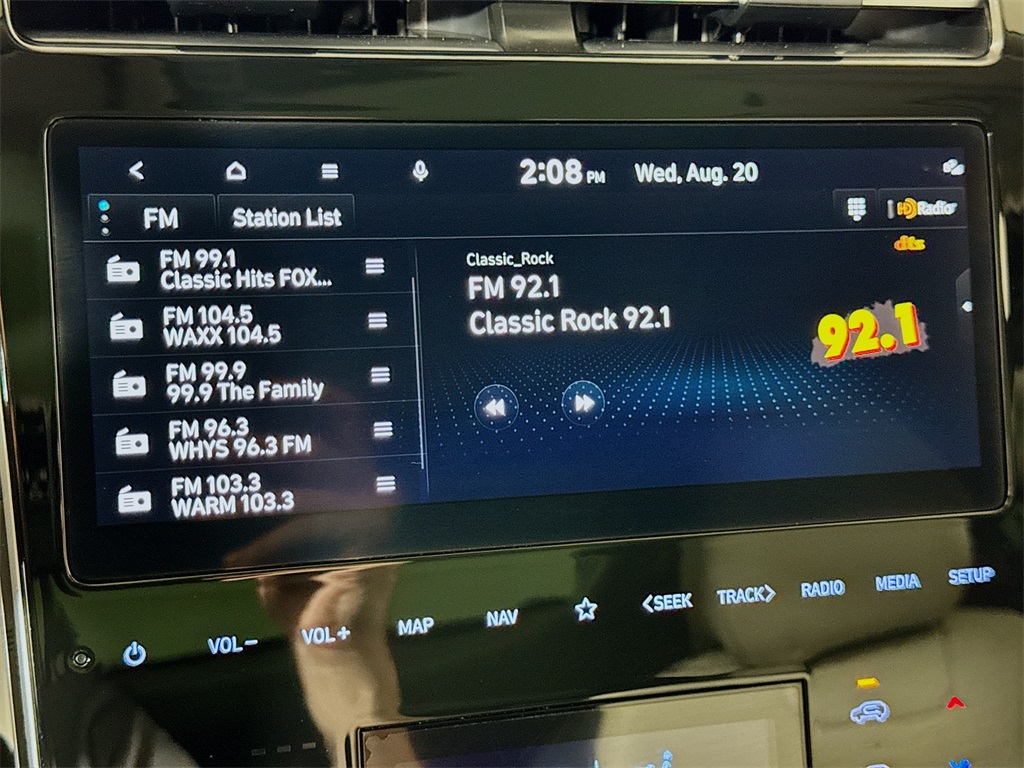 2:08 PM Wed, Aug. 20
FM Station List HD Radio
dts
FM 99.1
Classic Hits FOX...
FM 104.5
WAXX 104.5
FM 99.9
99.9 The Family
FM 96.3
WHYS 96.3 FM
FM 103.3
WARM 103.3
Classic_Rock
FM 92.1
Classic Rock 92.1
92.1
VOL− VOL+ MAP NAV <SEEK TRACK> RADIO MEDIA SETUP